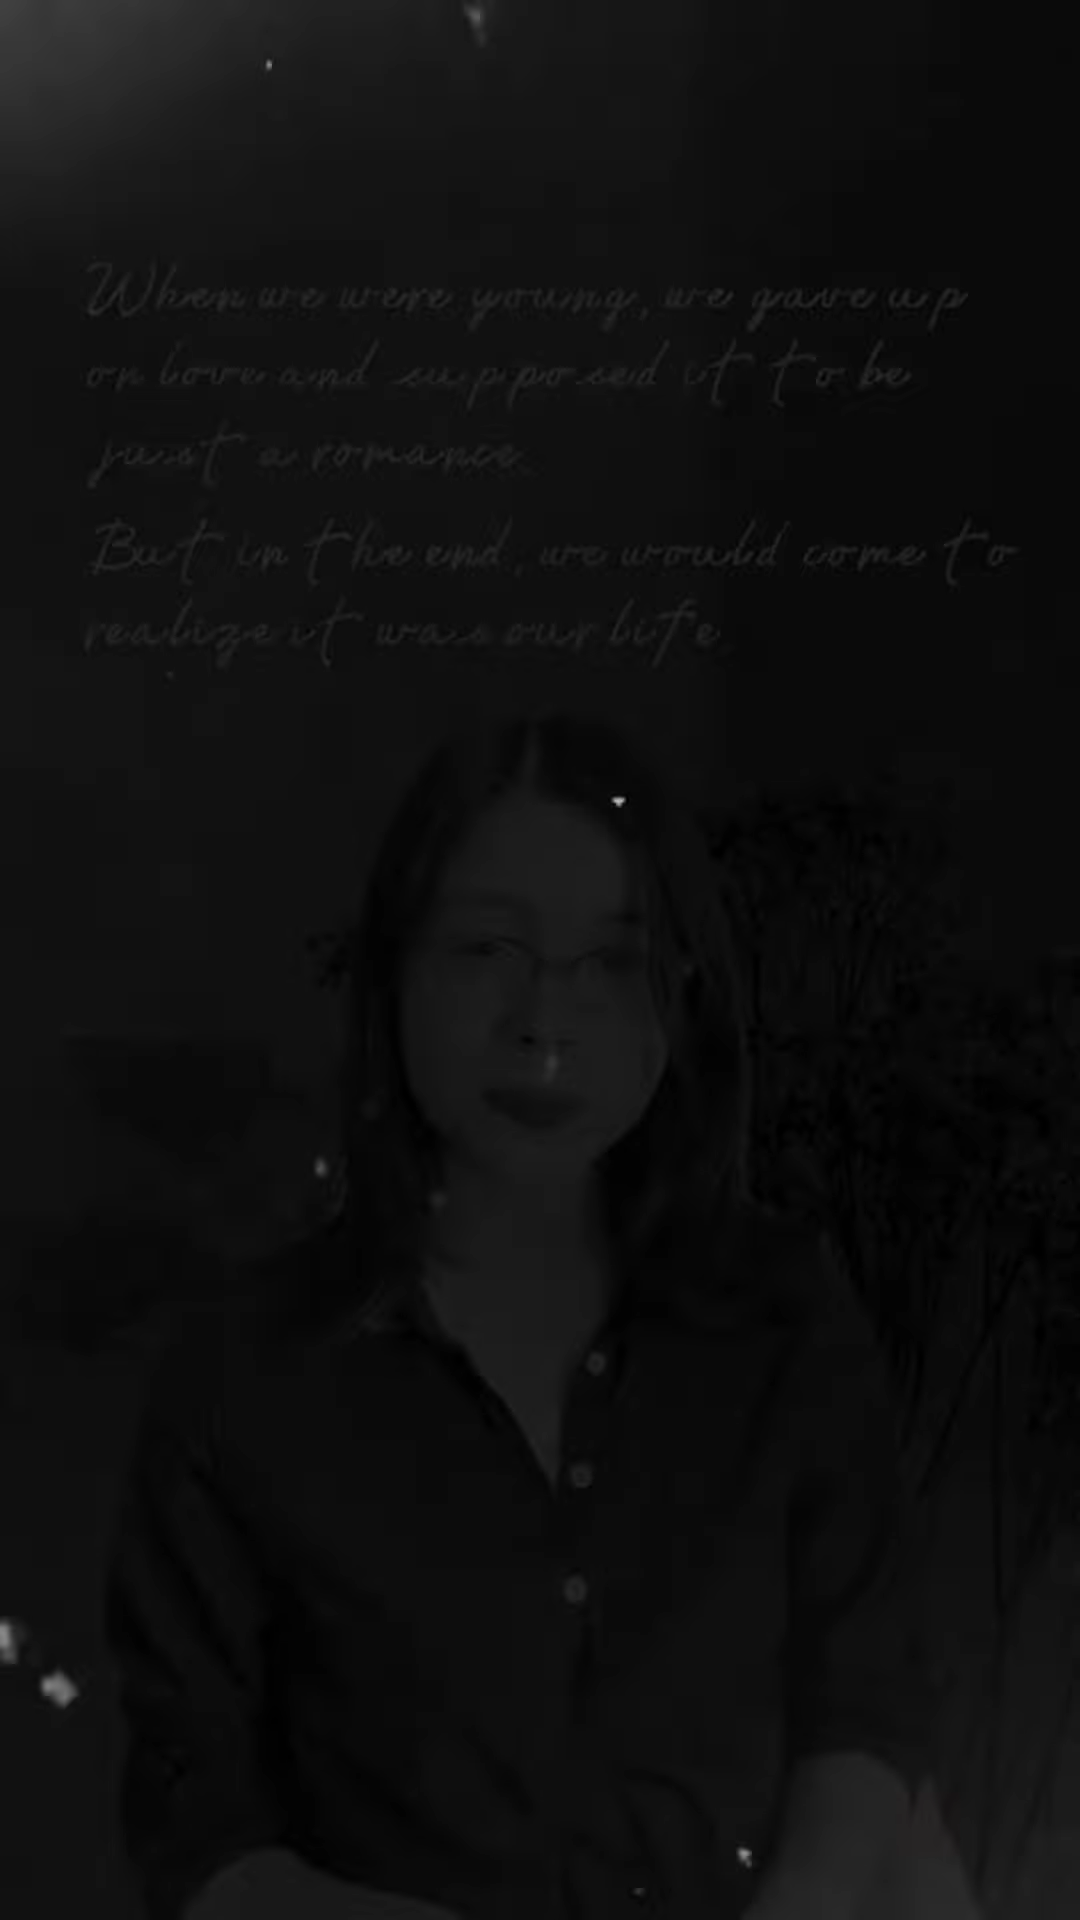 When we were young, we gave up
on love and supposed it to be
just a romance.
But in the end, we would come to
realize it was our life.